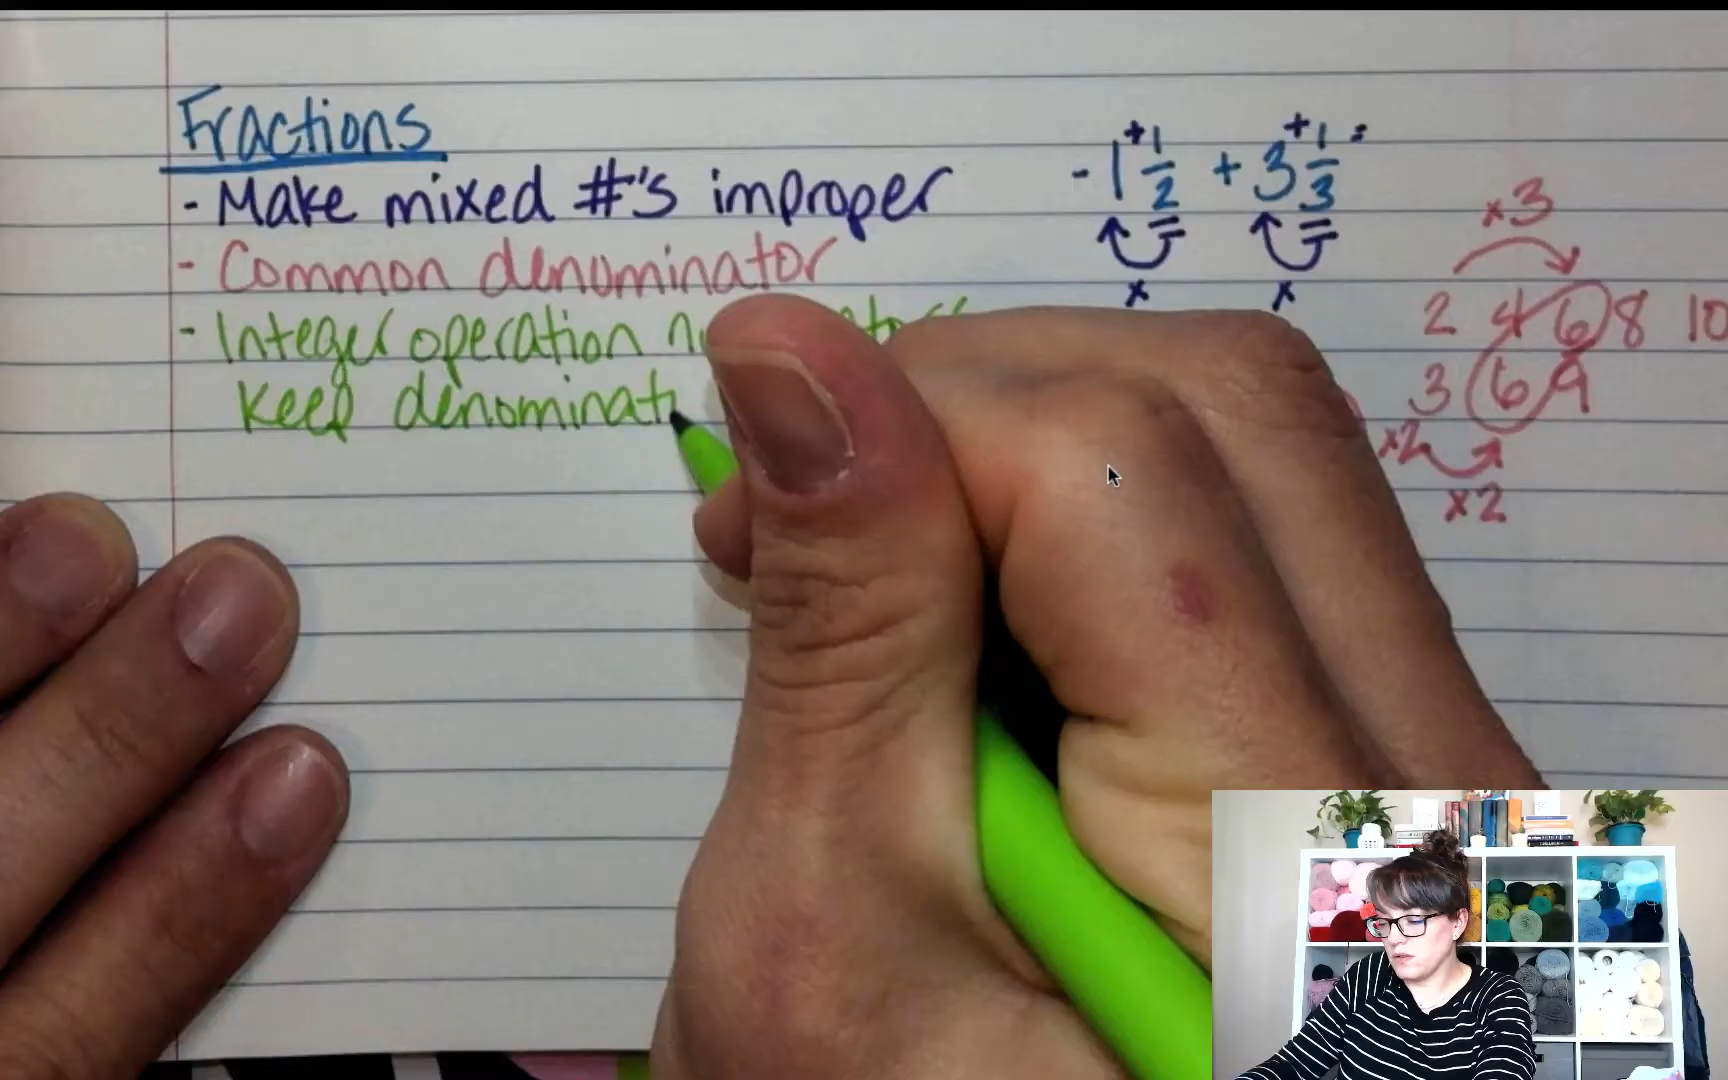 Fractions
- Make mixed #'s improper
- Common denominator
- Integer operation
Keep denominat
- 1 + 1/2 + 3 + 1/3 =
x x
x3
2 4 6 8 10
3 6 9
x2
x2